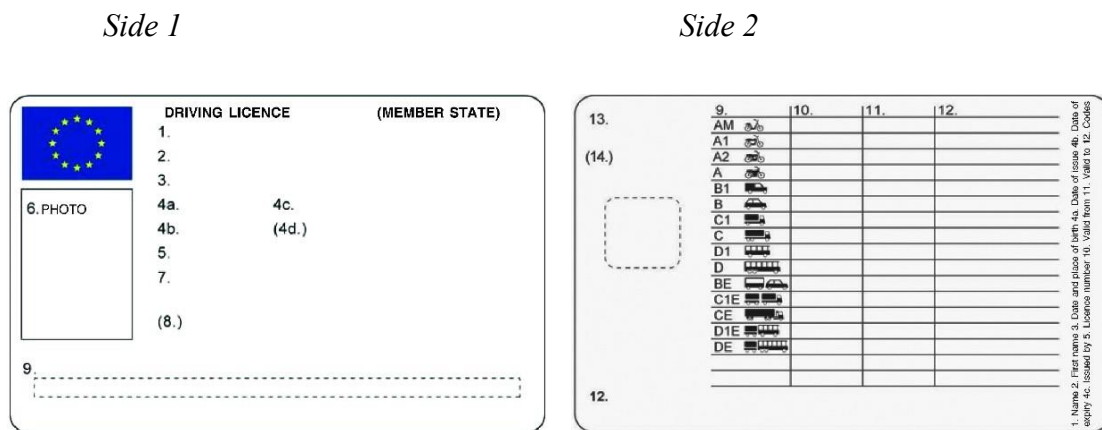 Side 1
Side 2
DRIVING LICENCE (MEMBER STATE)
1.
2.
3.
6. PHOTO
4a. 4c.
4b. (4d.)
5.
7.
(8.)
9.
13.
(14.)
12.
9. 10. 11. 12.
AM
A1
A2
A
B1
B
C1
C
D1
D
BE
C1E
CE
D1E
DE
1. Name 2. First name 3. Date and place of birth 4a. Date of issue 4b. Date of
expiry 4c. Issued by 5. Licence number 10. Valid from 11. Valid to 12. Codes